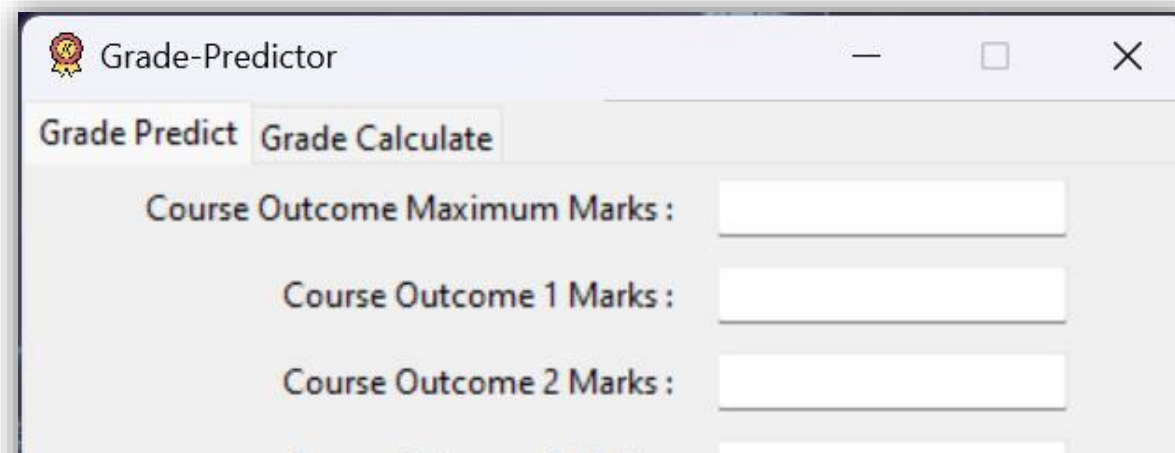 Grade-Predictor
Grade Predict Grade Calculate
Course Outcome Maximum Marks :
Course Outcome 1 Marks :
Course Outcome 2 Marks :